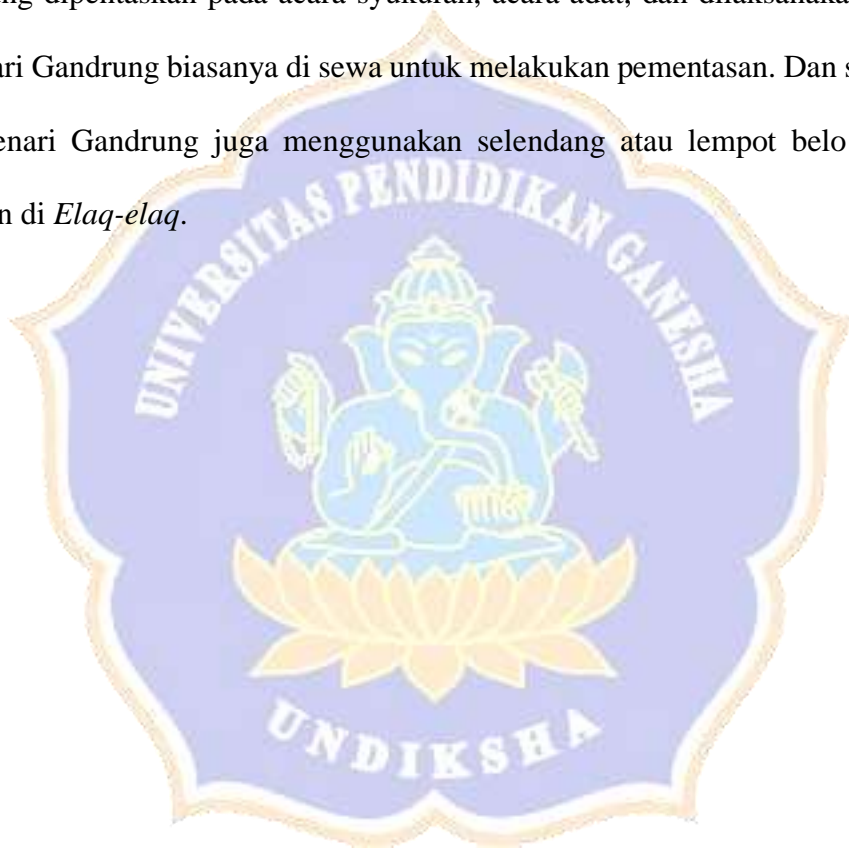 ng dipentaskan pada acara syukuran, acara adat, dan dilaksanaka
ari Gandrung biasanya di sewa untuk melakukan pementasan. Dan s
enari Gandrung juga menggunakan selendang atau lempot belo
n di Elaq-elaq.
UNIVERSITAS PENDIDIKAN GANESHA
UNDIKSHA